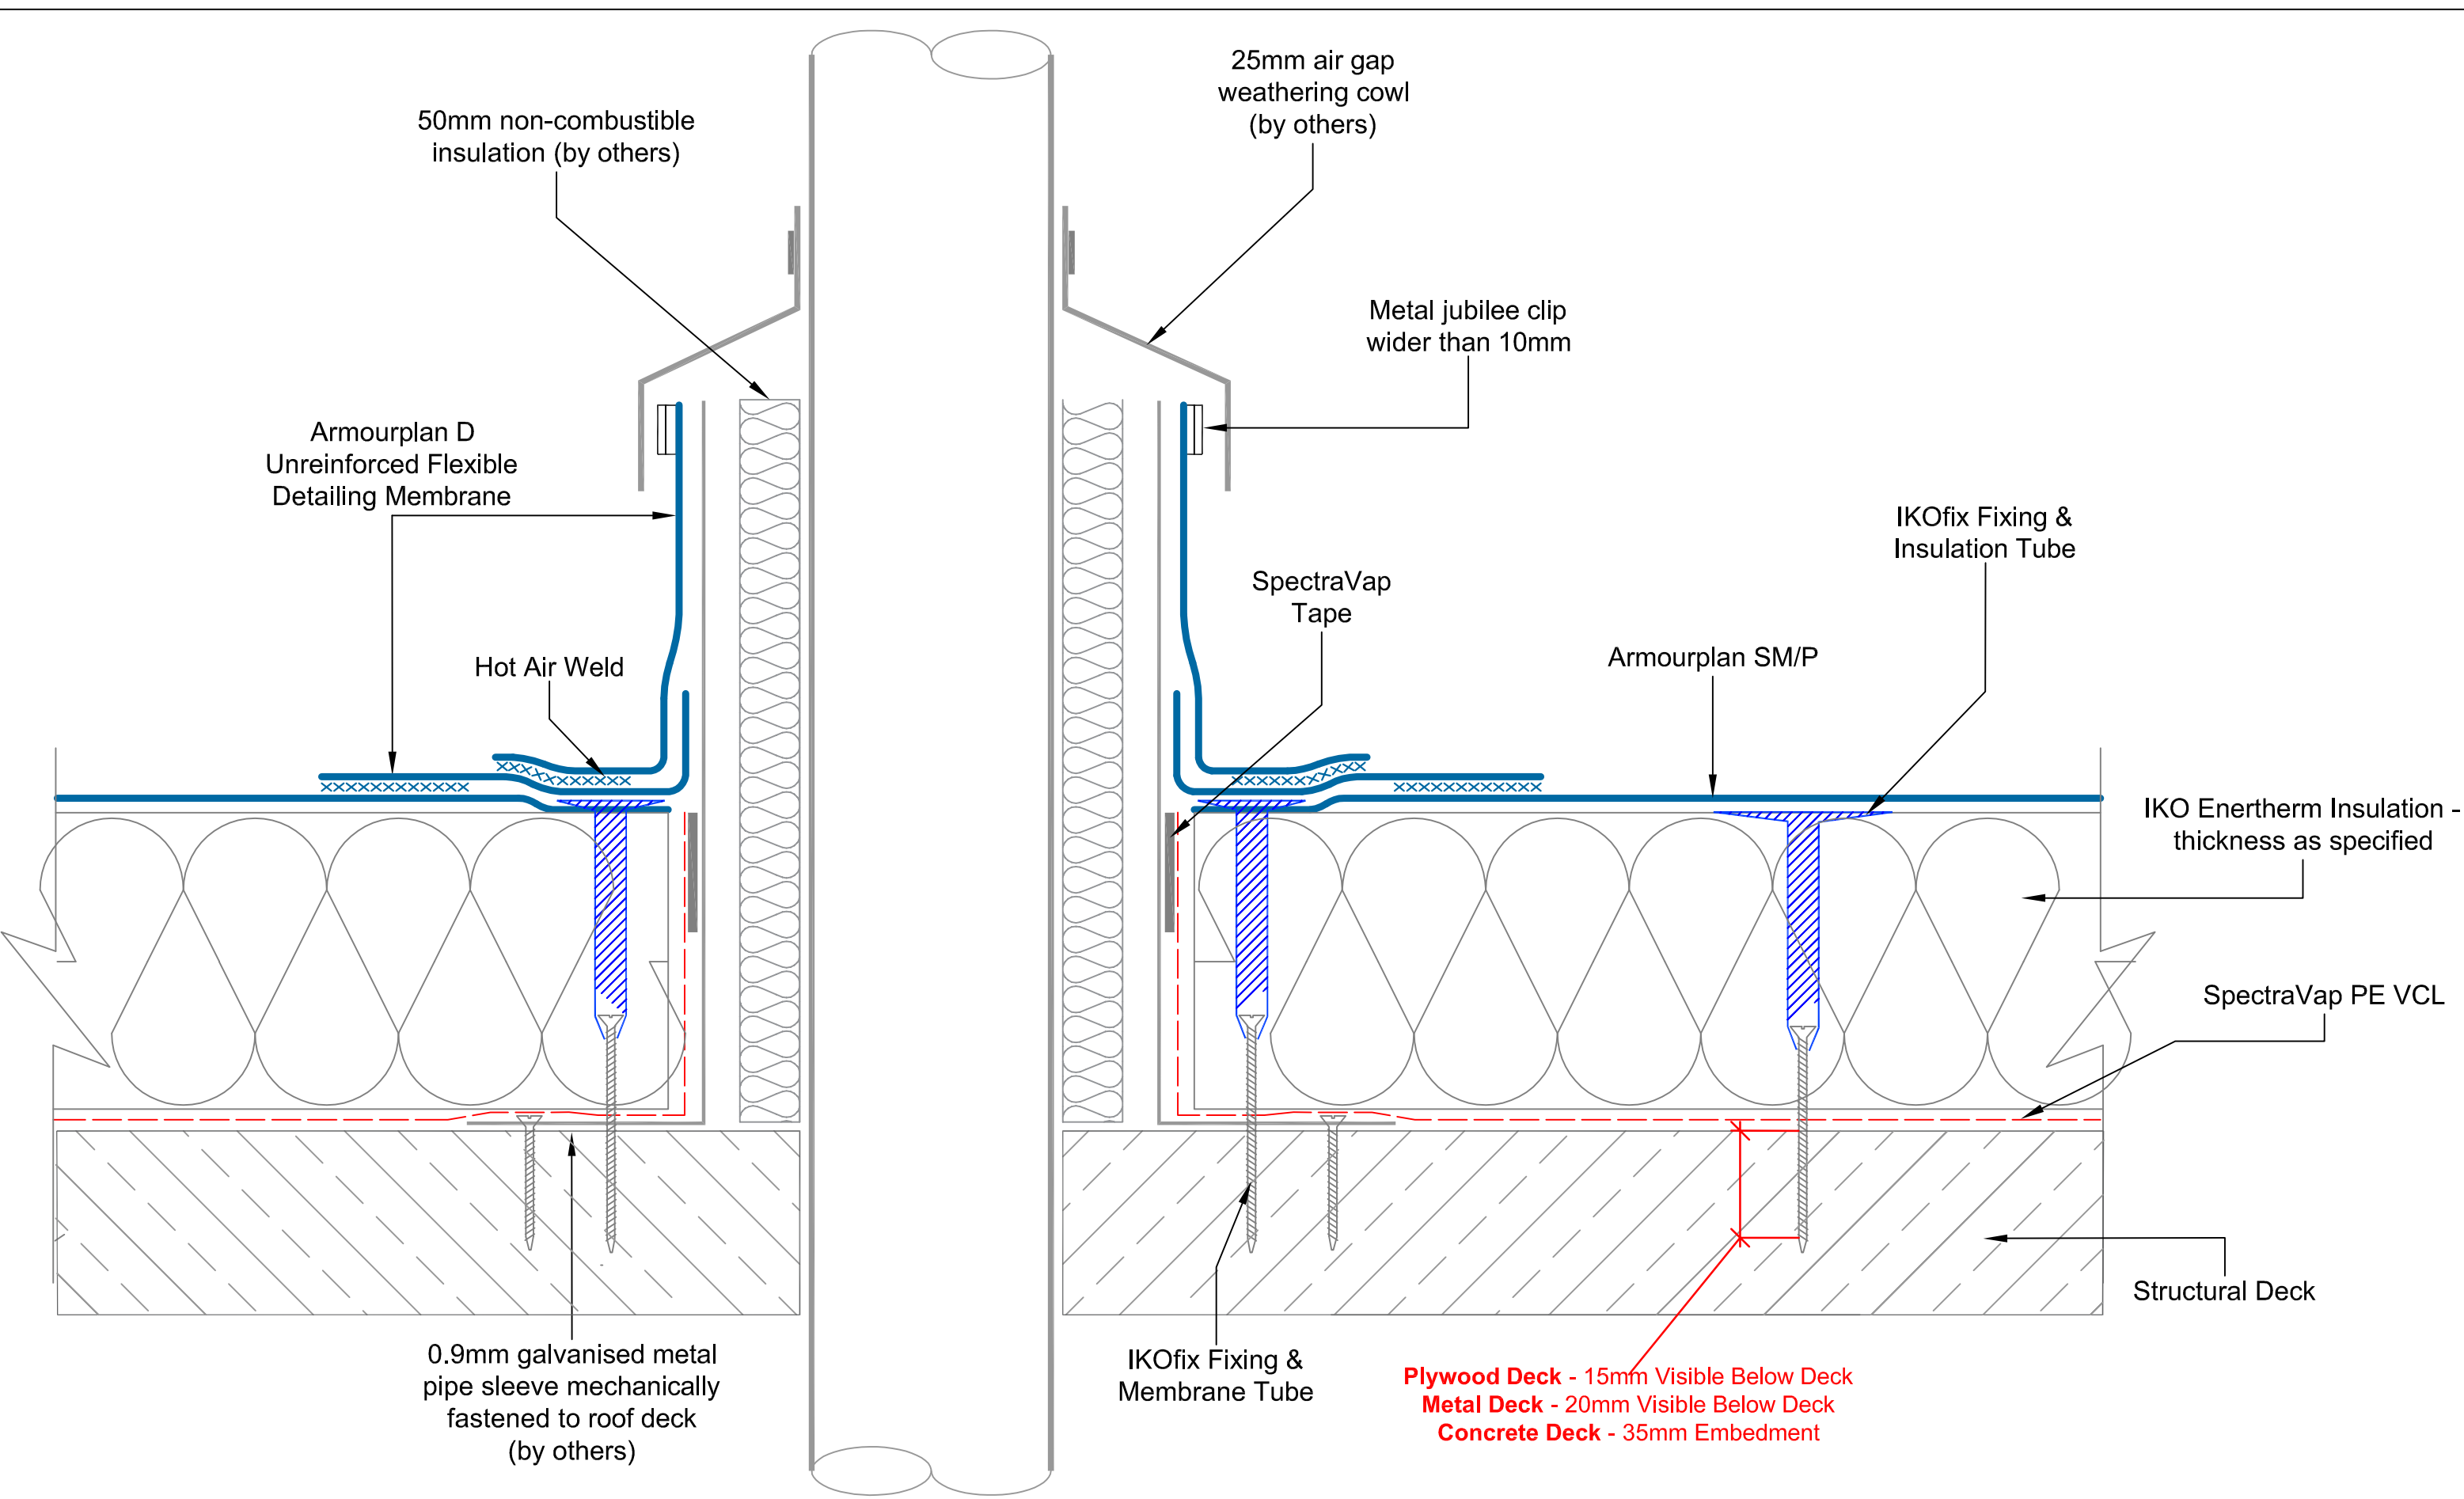 25mm air gap
weathering cowl
(by others)
50mm non-combustible
insulation (by others)
Metal jubilee clip
wider than 10mm
Armourplan D
Unreinforced Flexible
Detailing Membrane
IKOfix Fixing &
Insulation Tube
SpectraVap
Tape
Hot Air Weld
Armourplan SM/P
IKO Enertherm Insulation -
thickness as specified
SpectraVap PE VCL
Structural Deck
0.9mm galvanised metal
pipe sleeve mechanically
fastened to roof deck
(by others)
IKOfix Fixing &
Membrane Tube
Plywood Deck - 15mm Visible Below Deck
Metal Deck - 20mm Visible Below Deck
Concrete Deck - 35mm Embedment